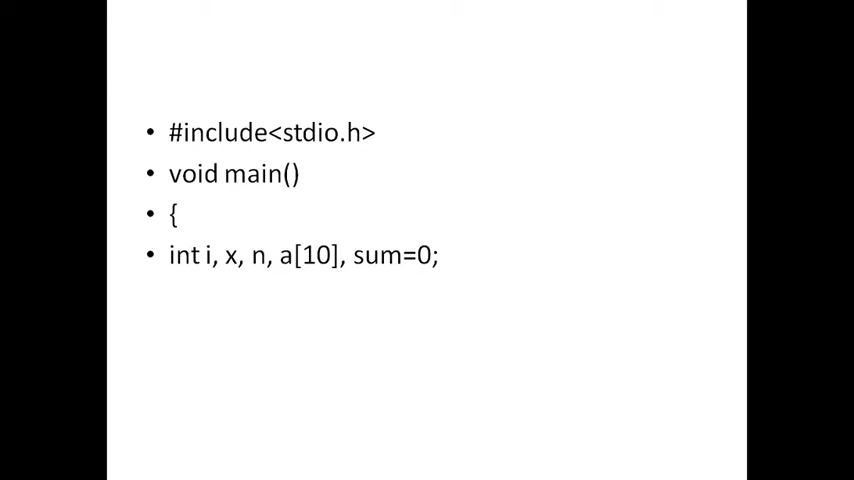 • #include<stdio.h>
• void main()
• {
• int i, x, n, a[10], sum=0;